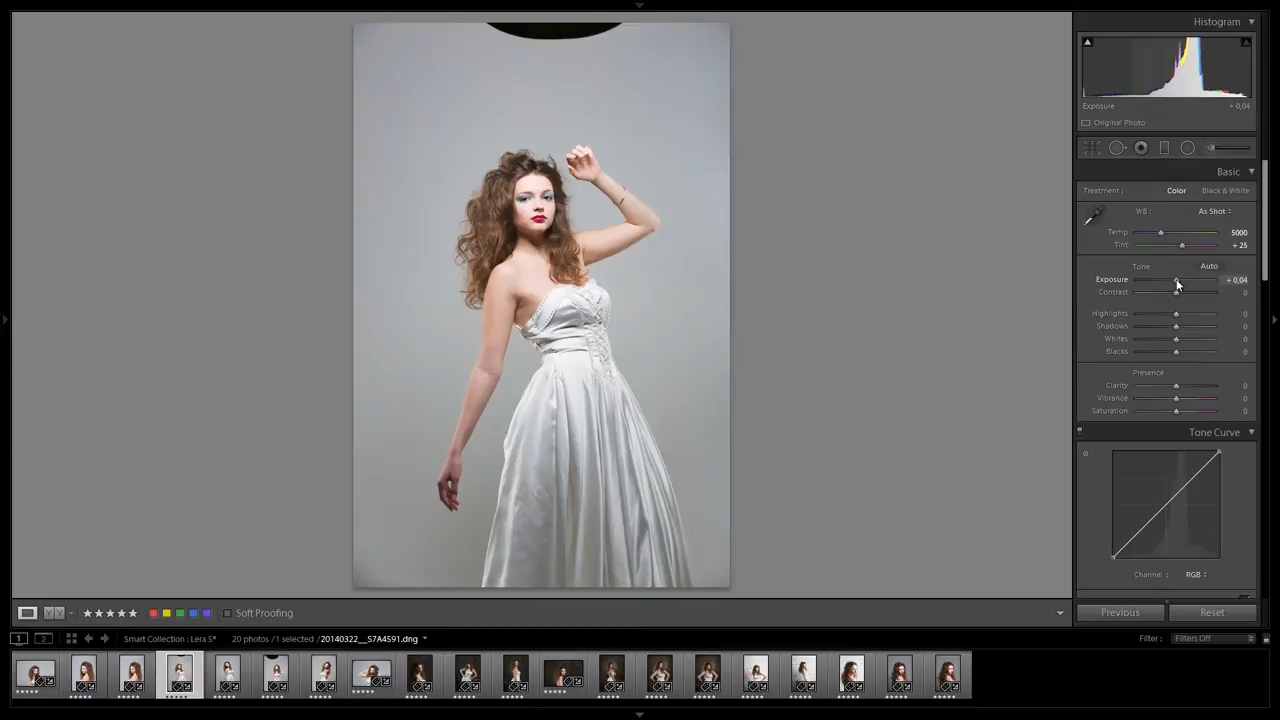 Histogram
Exposure + 0,04
Original Photo
Basic
Treatment : Color Black & White
WB : As Shot
Temp 5000
Tint + 25
Tone Auto
Exposure + 0,04
Contrast 0
Highlights 0
Shadows 0
Whites 0
Blacks 0
Presence
Clarity 0
Vibrance 0
Saturation 0
Tone Curve
Channel : RGB
Previous Reset
Y Y Soft Proofing
1 2 Smart Collection : Lera 5* 20 photos / 1 selected / 20140322__S7A4591.dng Filter : Filters Off